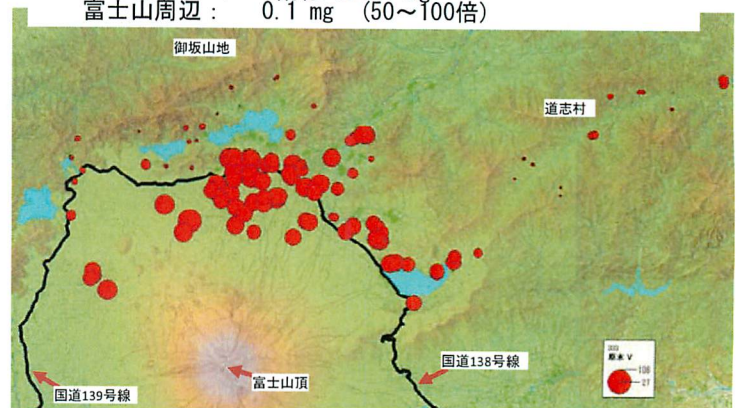 富士山周辺： 0.1 mg （50～100倍）
御坂山地
道志村
原水 V
108
27
国道138号線
富士山頂
国道139号線